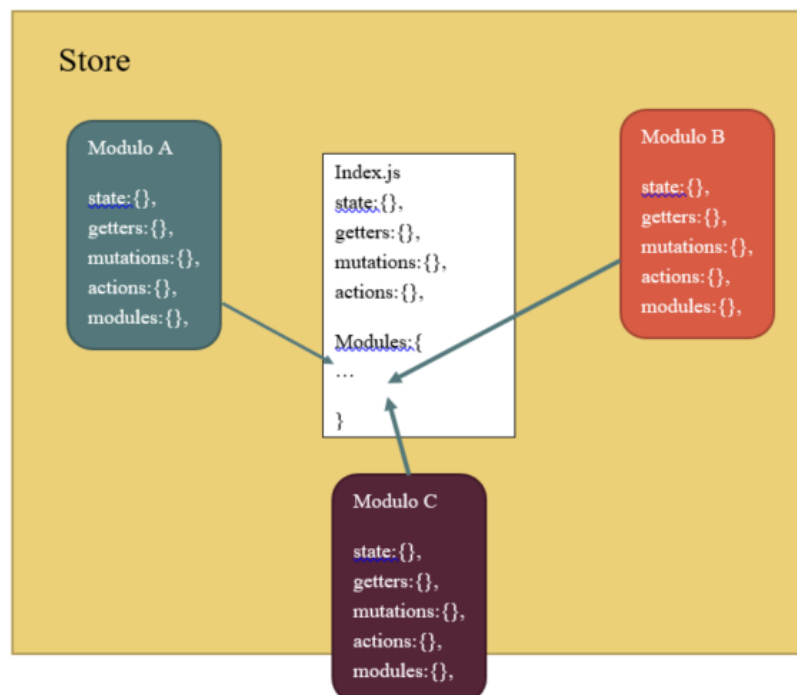 Store
Modulo A
state:{},
getters:{},
mutations:{},
actions:{},
modules:{},
Index.js
state:{},
getters:{},
mutations:{},
actions:{},
Modules:{
…
}
Modulo B
state:{},
getters:{},
mutations:{},
actions:{},
modules:{},
Modulo C
state:{},
getters:{},
mutations:{},
actions:{},
modules:{},